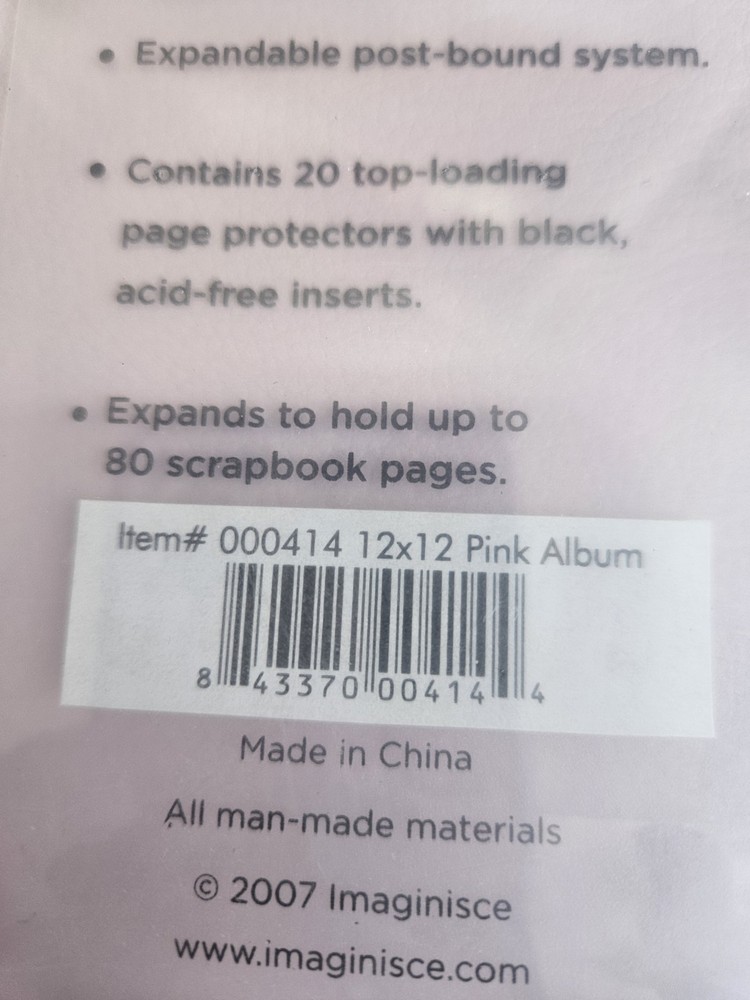 • Expandable post-bound system.
• Contains 20 top-loading
page protectors with black,
acid-free inserts.
• Expands to hold up to
80 scrapbook pages.
Item# 000414 12x12 Pink Album
8 43370 00414 4
Made in China
All man-made materials
© 2007 Imaginisce
www.imaginisce.com